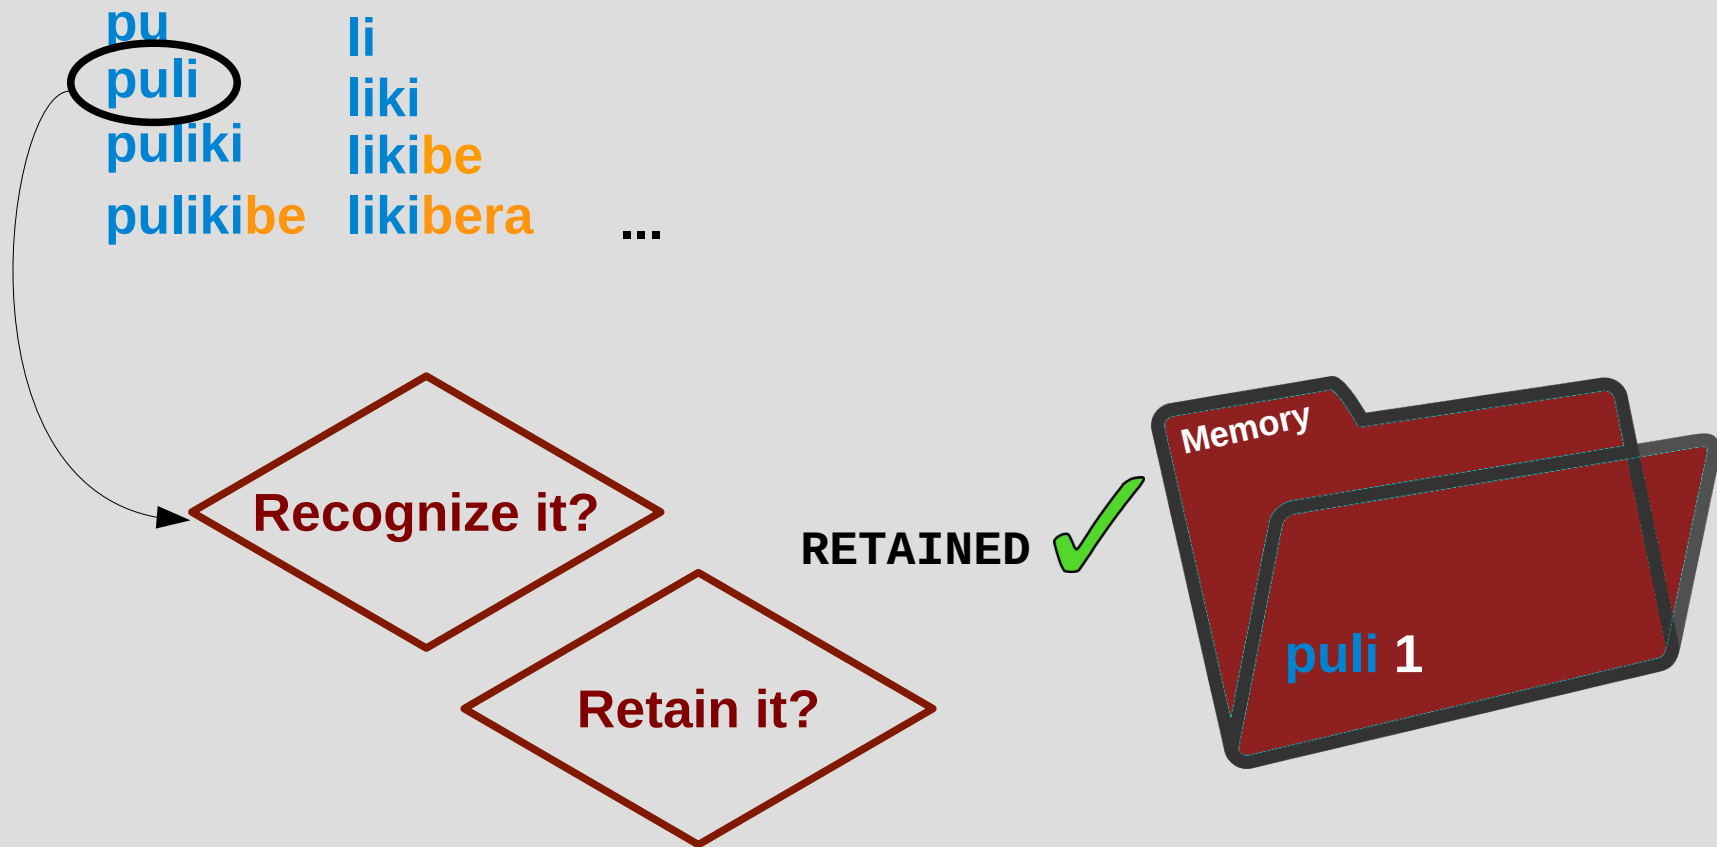 pu
puli
puliki
pulikibe
li
liki
likibe
likibera
...
Recognize it?
Retain it?
RETAINED
Memory
puli 1